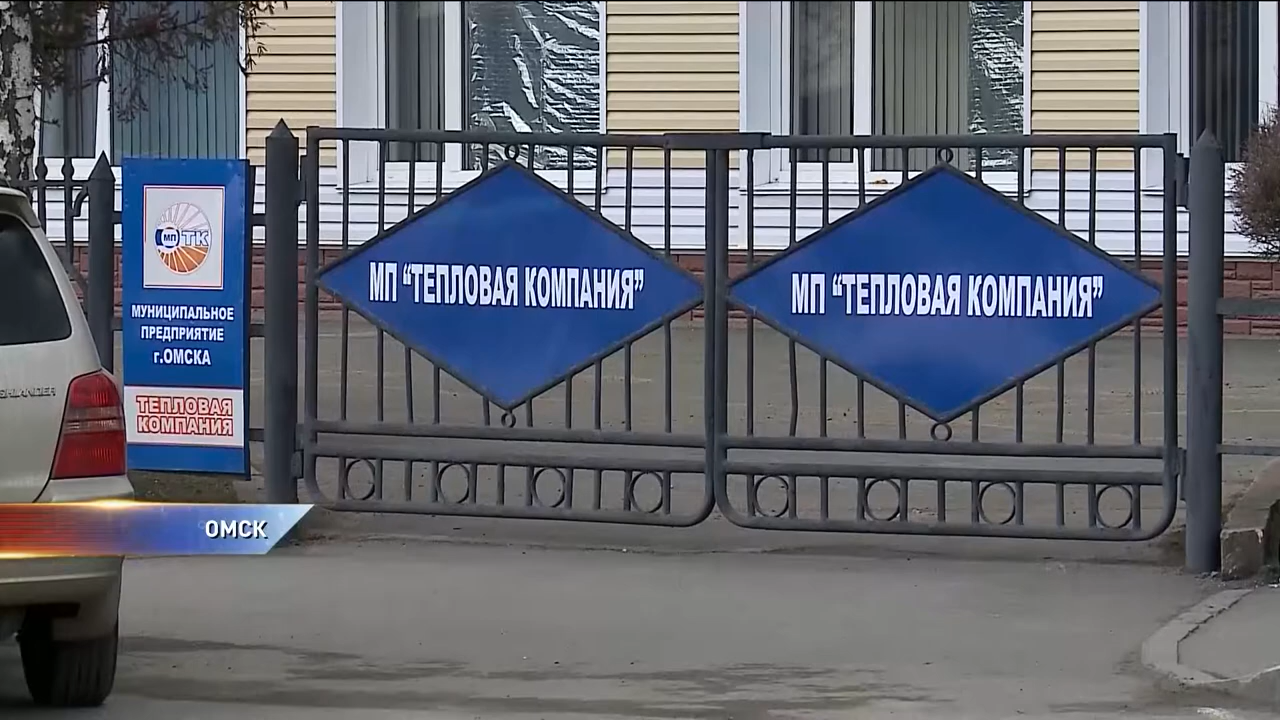 МП ТК
МУНИЦИПАЛЬНОЕ
ПРЕДПРИЯТИЕ
г.ОМСКА
ТЕПЛОВАЯ
КОМПАНИЯ
МП “ТЕПЛОВАЯ КОМПАНИЯ”
МП “ТЕПЛОВАЯ КОМПАНИЯ”
ОМСК